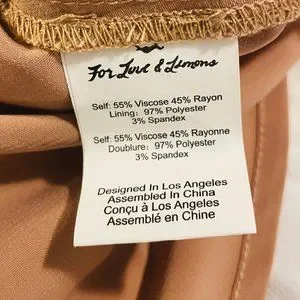 For Love & Lemons
Self: 55% Viscose 45% Rayon
Lining: 97% Polyester
3% Spandex
Self: 55% Viscose 45% Rayonne
Doublure: 97% Polyester
3% Spandex
Designed In Los Angeles
Assembled In China
Conçu à Los Angeles
Assemblé en Chine